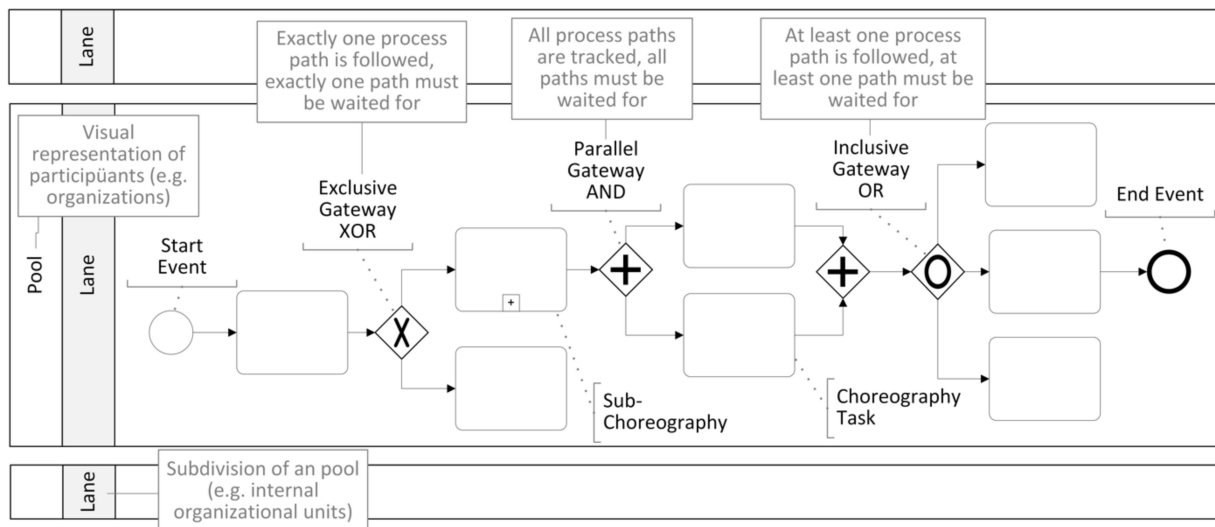 Lane
Exactly one process
path is followed,
exactly one path must
be waited for
All process paths
are tracked, all
paths must be
waited for
At least one process
path is followed, at
least one path must be
waited for
Pool
Lane
Visual
representation of
participüants (e.g.
organizations)
Start
Event
Exclusive
Gateway
XOR
X
+
Sub-
Choreography
Parallel
Gateway
AND
Choreography
Task
Inclusive
Gateway
OR
End Event
Lane
Subdivision of an pool
(e.g. internal
organizational units)